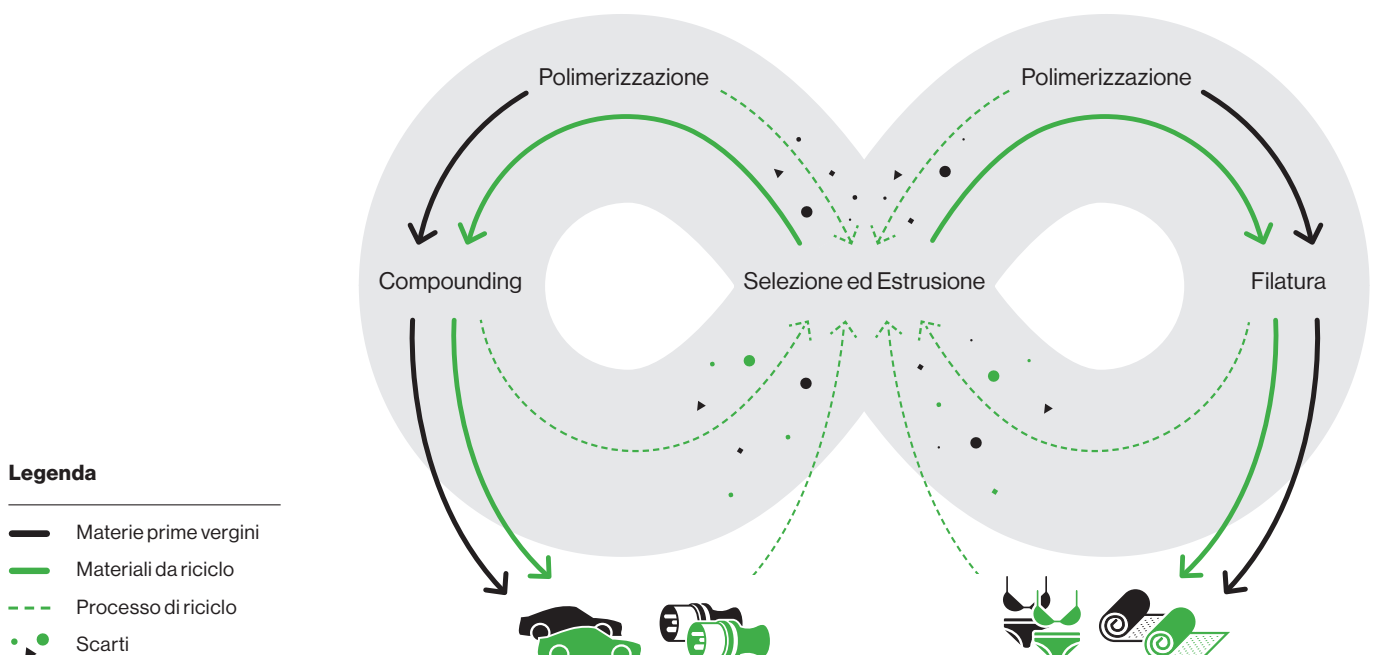 Polimerizzazione
Polimerizzazione
Compounding
Selezione ed Estrusione
Filatura
Legenda
Materie prime vergini
Materiali da riciclo
Processo di riciclo
Scarti